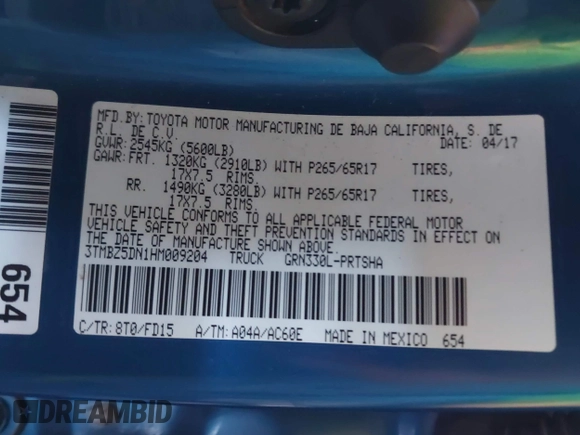 MFD.BY:TOYOTA MOTOR MANUFACTURING DE BAJA CALIFORNIA, S. DE
R.L. DE C.V. DATE: 04/17
GVWR:2545KG (5600LB)
GAWR:FRT. 1320KG (2910LB) WITH P265/65R17 TIRES,
17X7.5 RIMS.
RR. 1490KG (3280LB) WITH P265/65R17 TIRES,
17X7.5 RIMS.
THIS VEHICLE CONFORMS TO ALL APPLICABLE FEDERAL MOTOR
VEHICLE SAFETY AND THEFT PREVENTION STANDARDS IN EFFECT ON
THE DATE OF MANUFACTURE SHOWN ABOVE.
3TMBZ5DN1HM009204 TRUCK GRN330L-PRTSHA
C/TR:8T0/FD15 A/TM:A04A/AC60E MADE IN MEXICO 654
654
DREAMBID